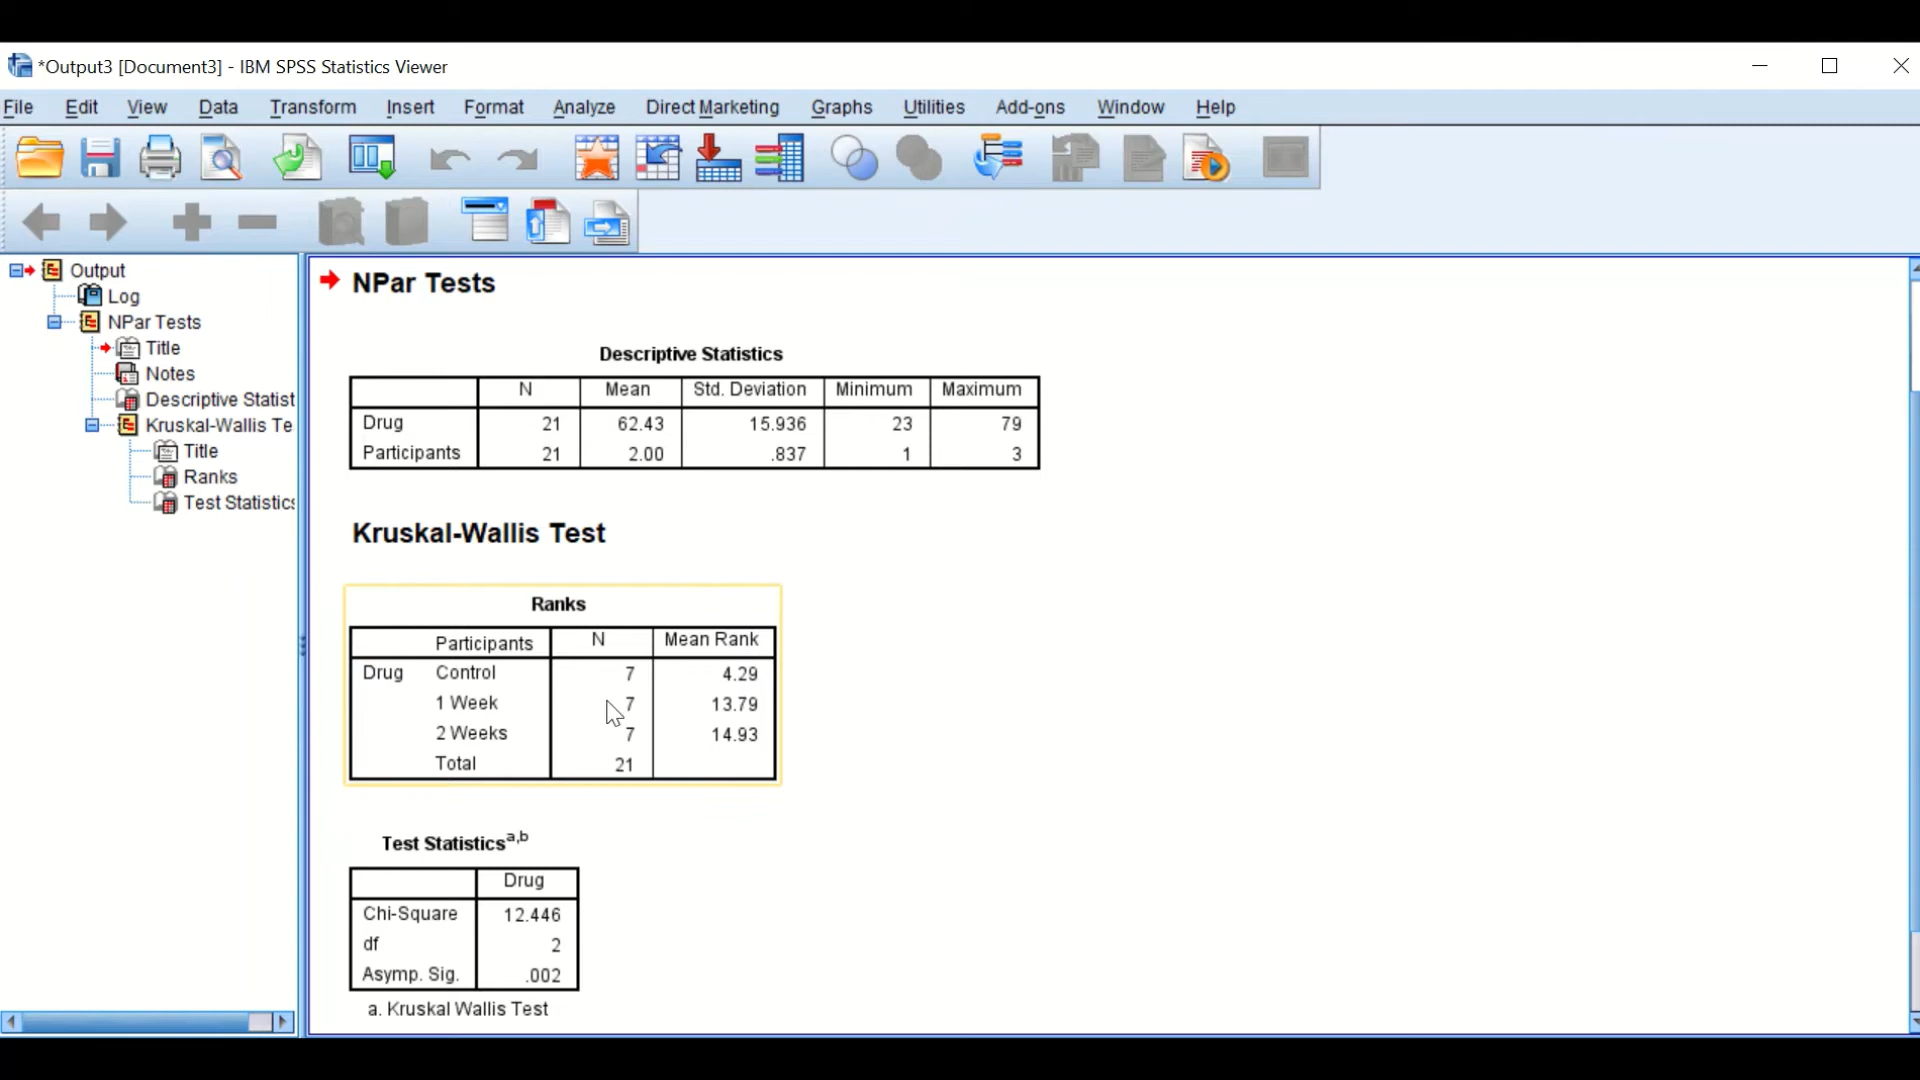 *Output3 [Document3] - IBM SPSS Statistics Viewer
File Edit View Data Transform Insert Format Analyze Direct Marketing Graphs Utilities Add-ons Window Help
Output
Log
NPar Tests
Title
Notes
Descriptive Statist
Kruskal-Wallis Te
Title
Ranks
Test Statistics
NPar Tests
Descriptive Statistics
N Mean Std. Deviation Minimum Maximum
Drug 21 62.43 15.936 23 79
Participants 21 2.00 .837 1 3
Kruskal-Wallis Test
Ranks
Participants N Mean Rank
Drug Control 7 4.29
1 Week 7 13.79
2 Weeks 7 14.93
Total 21
Test Statistics a,b
Drug
Chi-Square 12.446
df 2
Asymp. Sig. .002
a. Kruskal Wallis Test